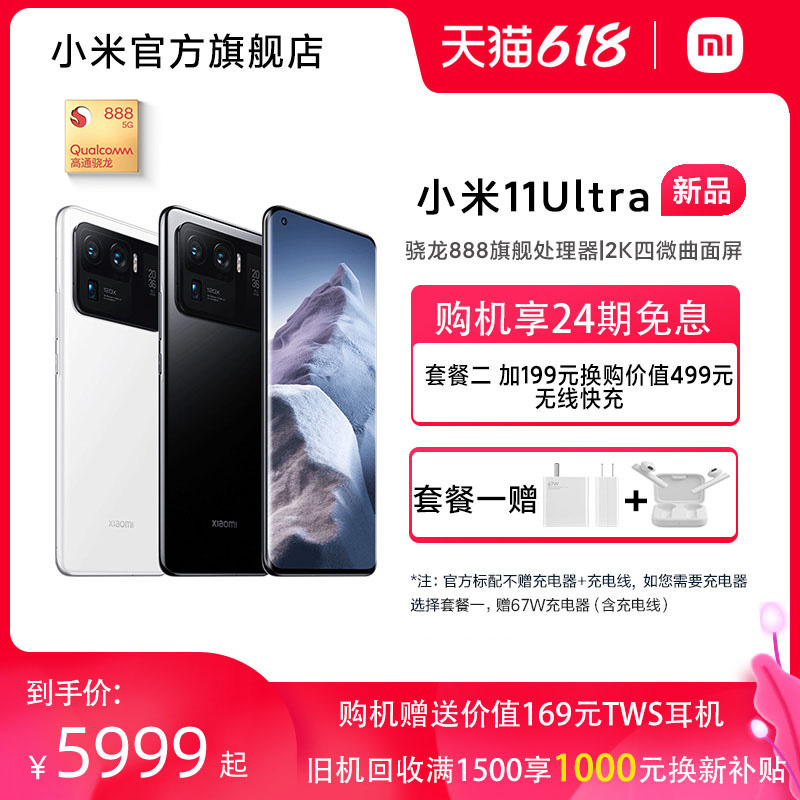 小米官方旗舰店
天猫618
mi
888
5G
Qualcomm
高通骁龙
小米11Ultra 新品
骁龙888旗舰处理器|2K四微曲面屏
120X
120X
xiaomi
xiaomi
购机享24期免息
套餐二 加199元换购价值499元
无线快充
套餐一赠
67W
+
*注: 官方标配不赠充电器+充电线, 如您需要充电器
选择套餐一, 赠67W充电器 (含充电线)
到手价:
¥5999起
购机赠送价值169元TWS耳机
旧机回收满1500享1000元换新补贴